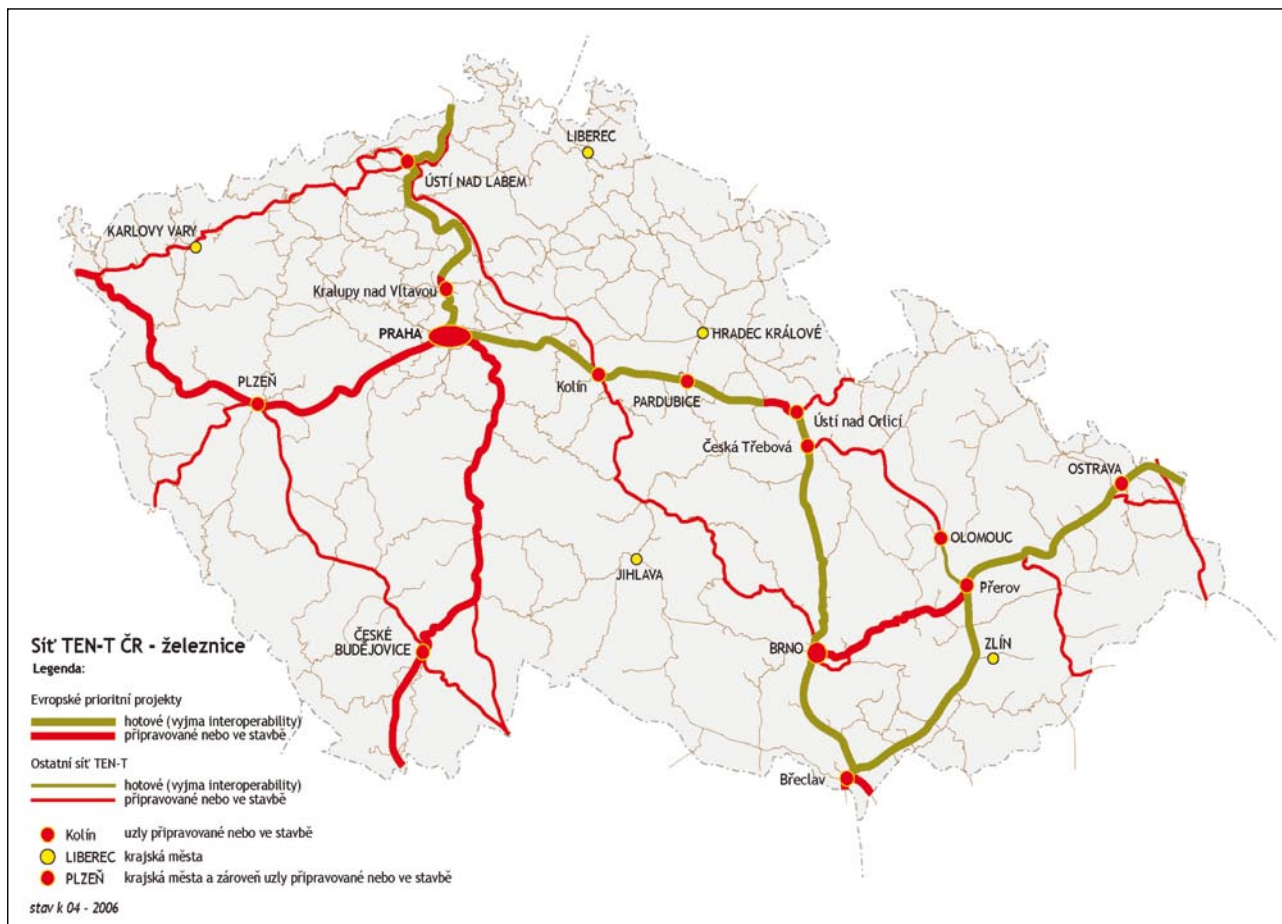 LIBEREC
ÚSTÍ NAD LABEM
KARLOVY VARY
Kralupy nad Vltavou
PRAHA
HRADEC KRÁLOVÉ
Kolín
PLZEŇ
PARDUBICE
Ústí nad Orlicí
Česká Třebová
OSTRAVA
OLOMOUC
JIHLAVA
Přerov
ČESKÉ
BUDĚJOVICE
BRNO
ZLÍN
Břeclav
Síť TEN-T ČR - železnice
Legenda:
Evropské prioritní projekty
hotové (vyjma interoperability)
připravované nebo ve stavbě
Ostatní síť TEN-T
hotové (vyjma interoperability)
připravované nebo ve stavbě
Kolín uzly připravované nebo ve stavbě
LIBEREC krajská města
PLZEŇ krajská města a zároveň uzly připravované nebo ve stavbě
stav k 04 - 2006